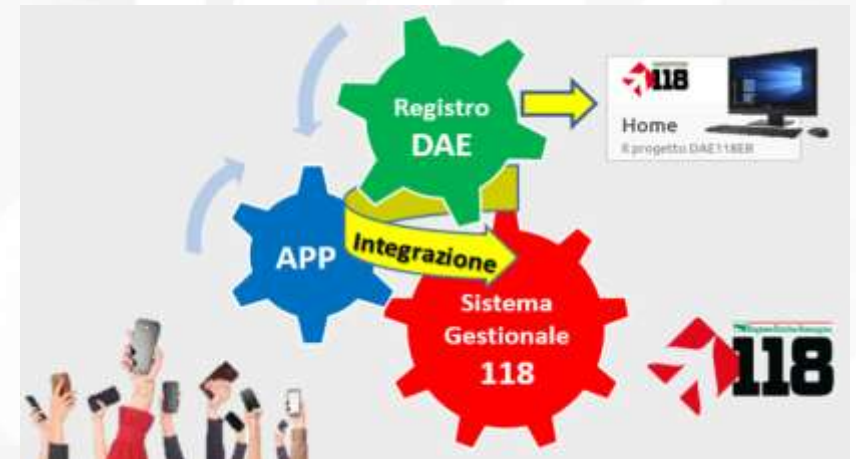 Registro
DAE
118
Home
Il progetto DAE118ER
APP
Integrazione
Sistema
Gestionale
118
118